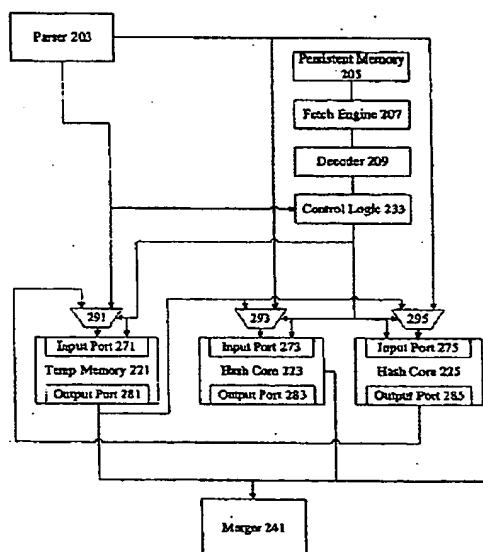 Parser 203
Persistent Memory
205
Fetch Engine 207
Decoder 209
Control Logic 233
291
293
295
Input Port 271
Temp Memory 221
Output Port 281
Input Port 273
Hash Core 223
Output Port 283
Input Port 275
Hash Core 225
Output Port 285
Merger 241